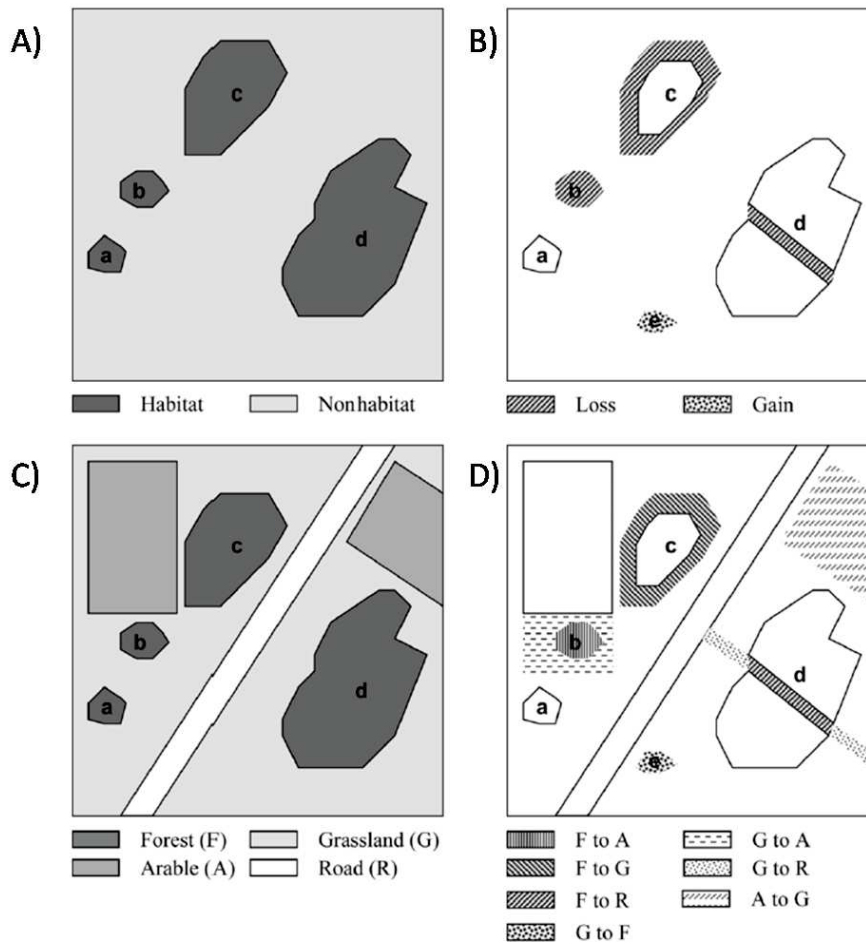 A)
c
b
a
d
Habitat
Nonhabitat
B)
c
b
a
d
e
Loss
Gain
C)
c
b
a
d
Forest (F)
Grassland (G)
Arable (A)
Road (R)
D)
c
b
a
d
e
F to A
G to A
F to G
G to R
F to R
A to G
G to F